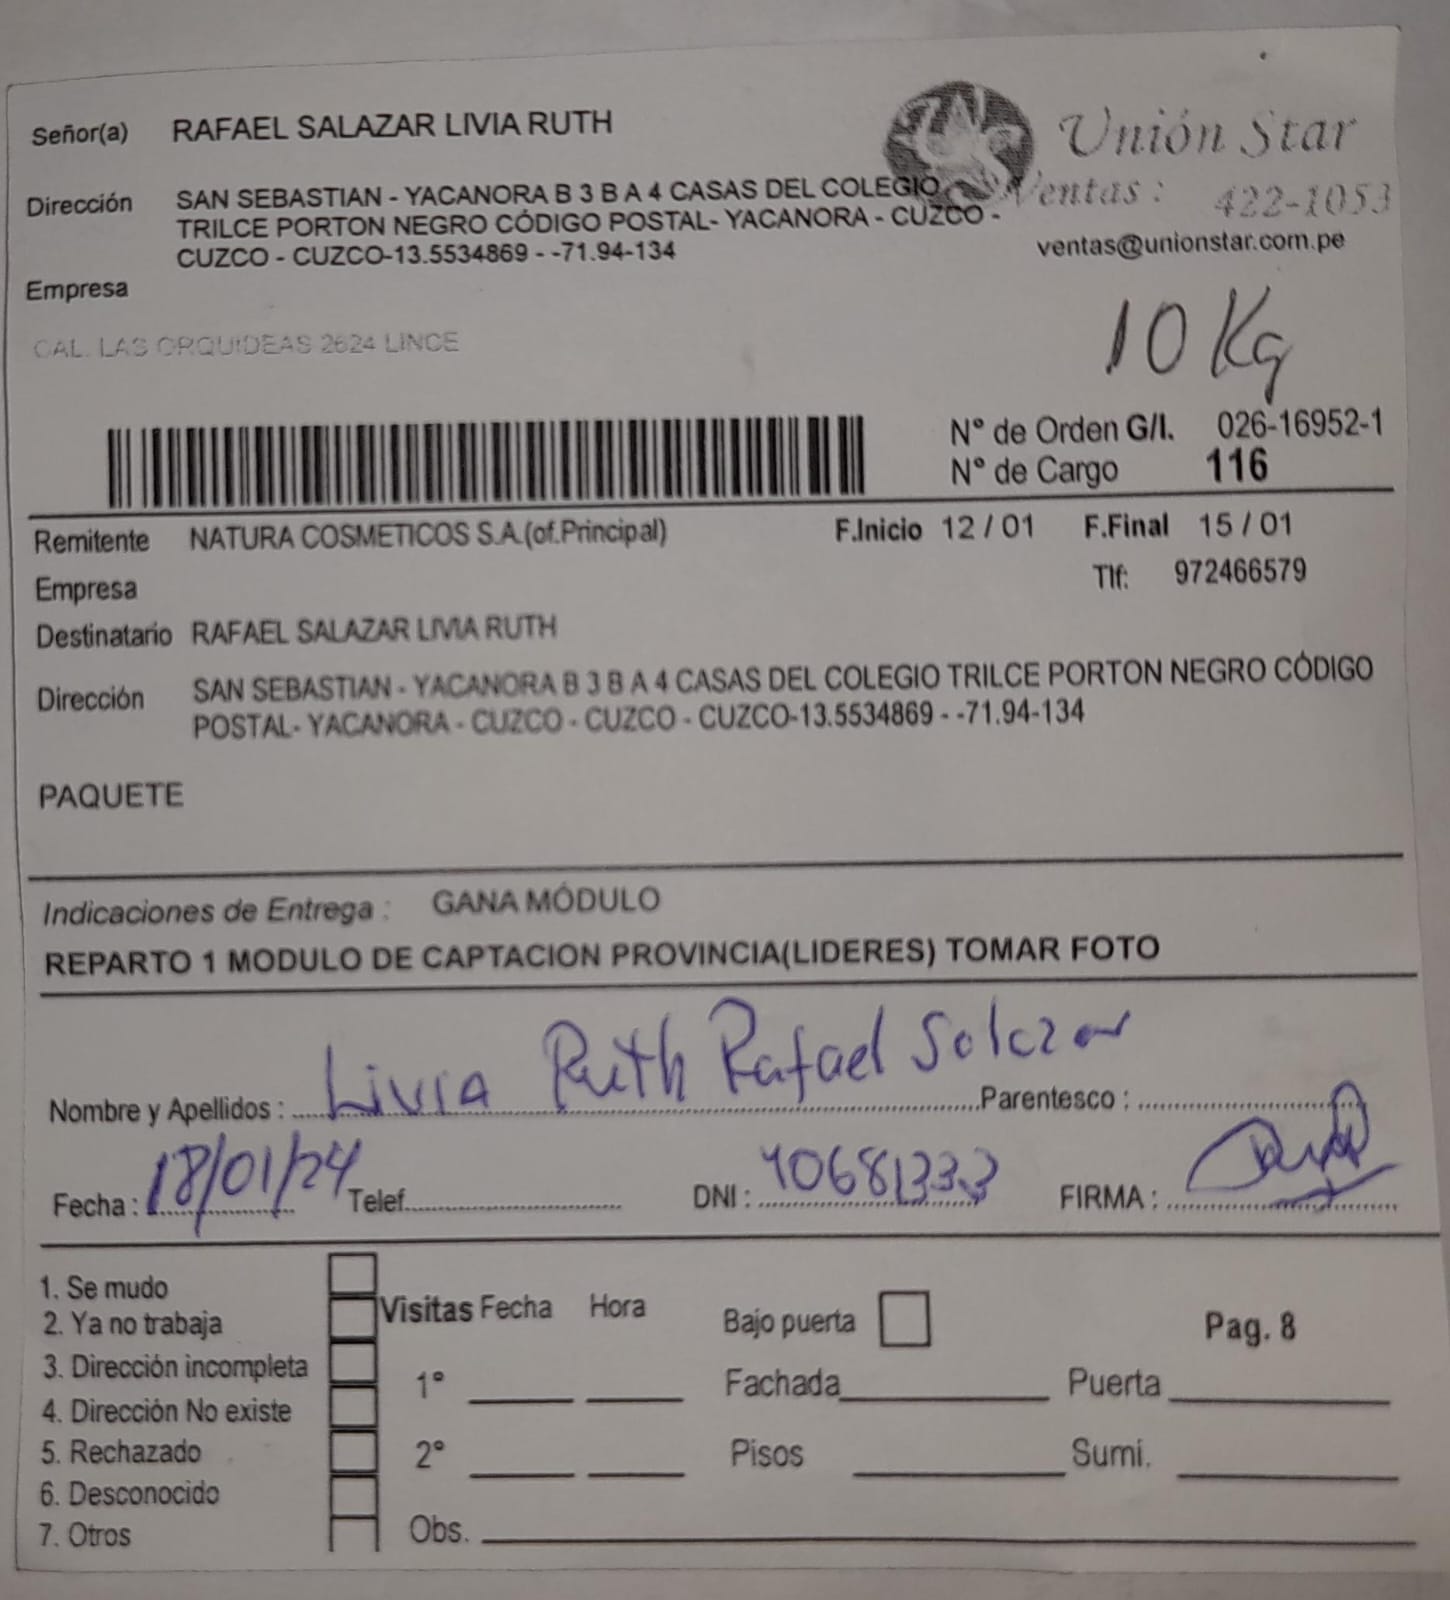 Señor(a) RAFAEL SALAZAR LIVIA RUTH
Unión Star
Ventas : 422-1053
ventas@unionstar.com.pe
Dirección SAN SEBASTIAN - YACANORA B 3 B A 4 CASAS DEL COLEGIO
TRILCE PORTON NEGRO CÓDIGO POSTAL- YACANORA - CUZCO -
CUZCO - CUZCO-13.5534869 - -71.94-134
Empresa
CAL. LAS ORQUIDEAS 2624 LINCE
10 Kg
N° de Orden G/I. 026-16952-1
N° de Cargo 116
Remitente NATURA COSMETICOS S.A.(of.Principal) F.Inicio 12 / 01 F.Final 15 / 01
Empresa Tlf: 972466579
Destinatario RAFAEL SALAZAR LIVIA RUTH
Dirección SAN SEBASTIAN - YACANORA B 3 B A 4 CASAS DEL COLEGIO TRILCE PORTON NEGRO CÓDIGO
POSTAL- YACANORA - CUZCO - CUZCO - CUZCO-13.5534869 - -71.94-134
PAQUETE
Indicaciones de Entrega : GANA MÓDULO
REPARTO 1 MODULO DE CAPTACION PROVINCIA(LIDERES) TOMAR FOTO
Nombre y Apellidos : Livia Ruth Rafael Salazar Parentesco :
Fecha : 18/01/24 Telef. DNI : 40681333 FIRMA :
1. Se mudo
2. Ya no trabaja
3. Dirección incompleta
4. Dirección No existe
5. Rechazado
6. Desconocido
7. Otros
Visitas Fecha Hora
1°
2°
Obs.
Bajo puerta
Pag. 8
Fachada Puerta
Pisos Sumi.